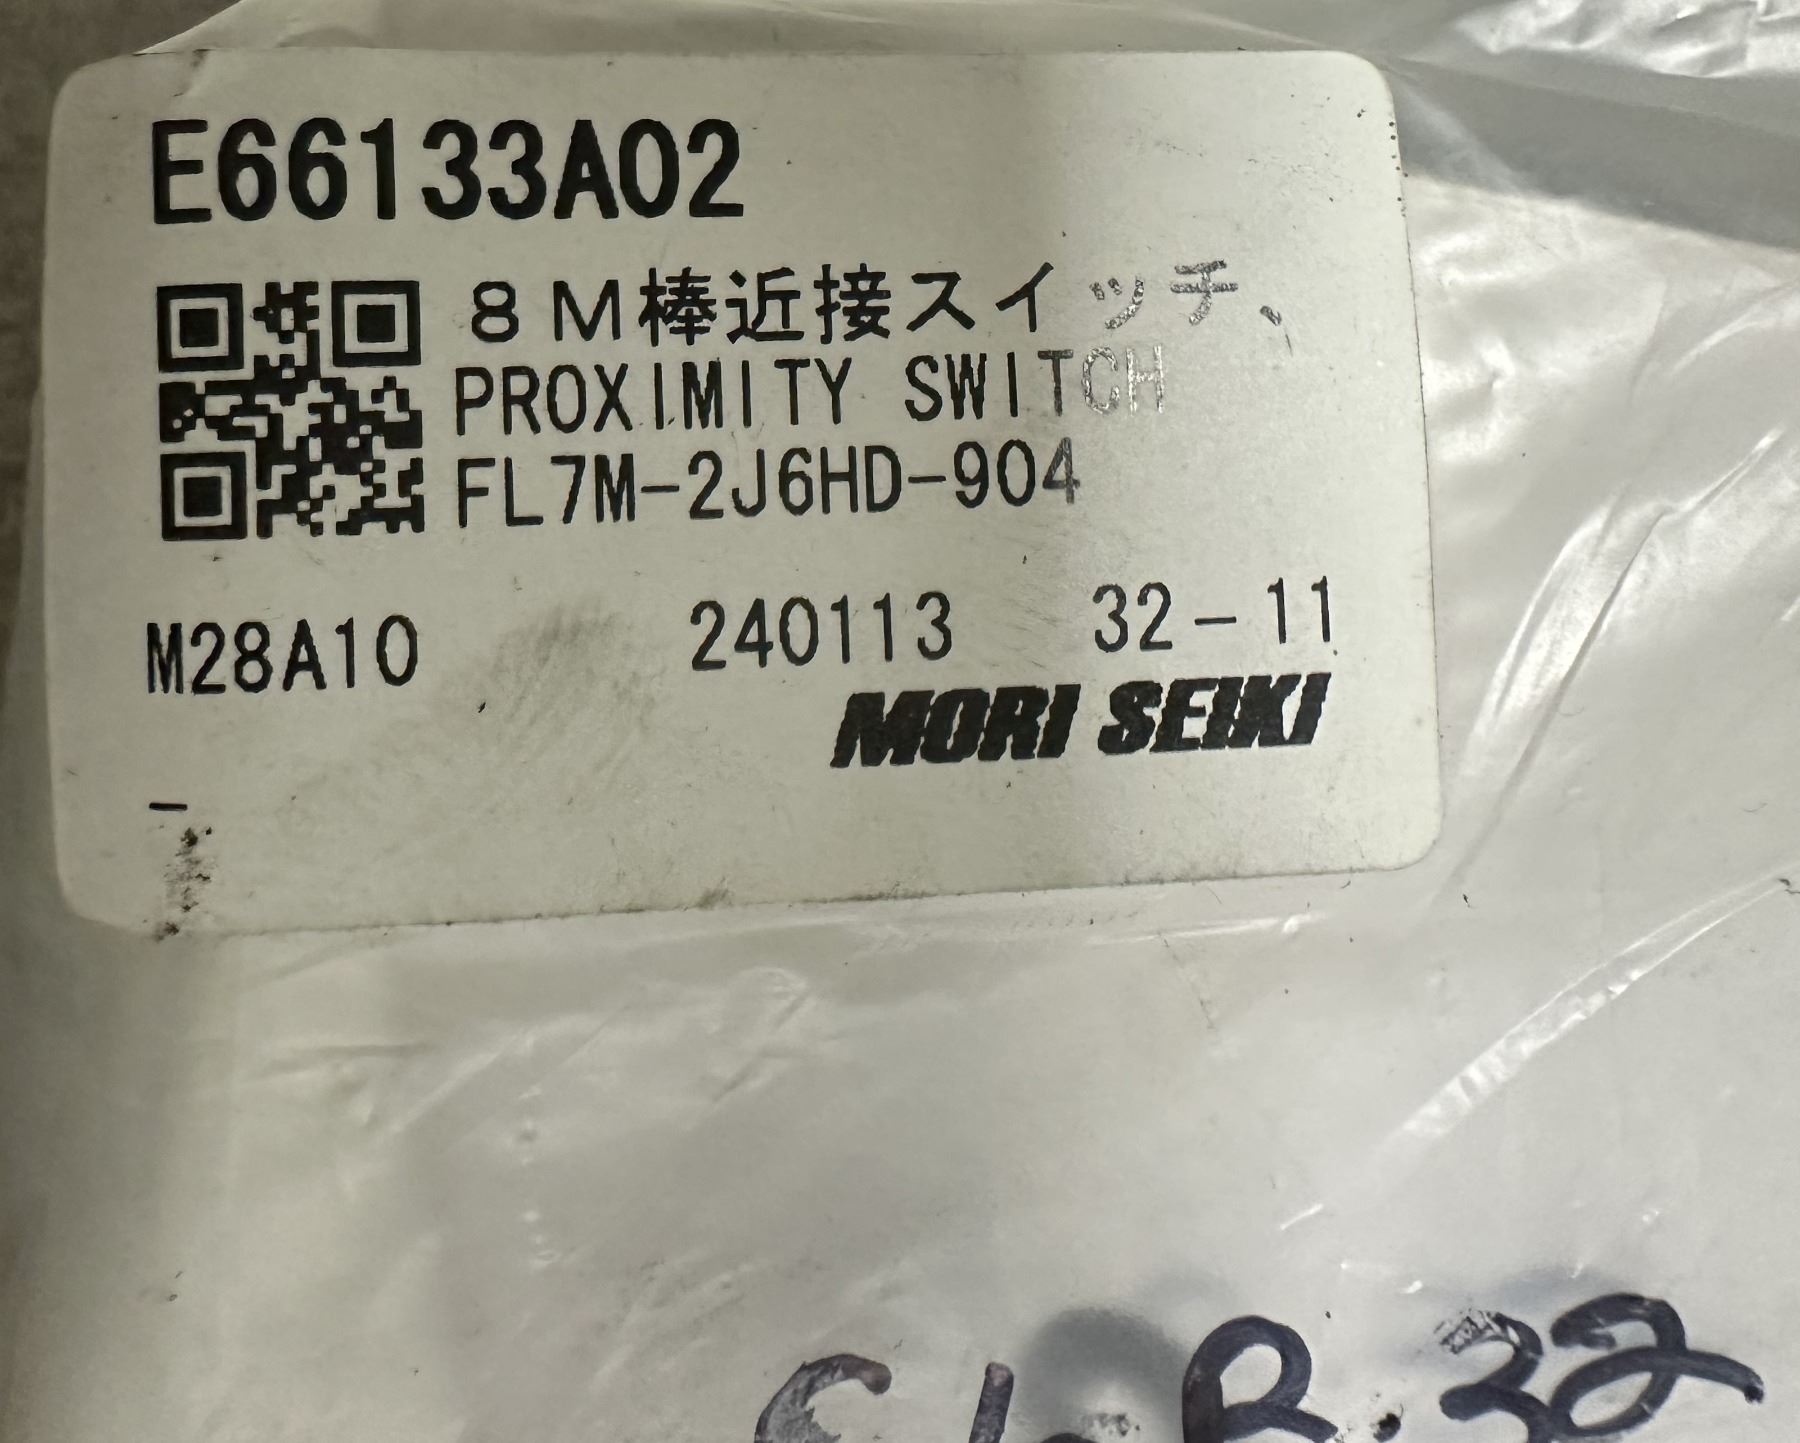 E66133A02
8M棒近接スイッチ、
PROXIMITY SWITCH
FL7M-2J6HD-904
M28A10 240113 32-11
MORI SEIKI
-
R.32